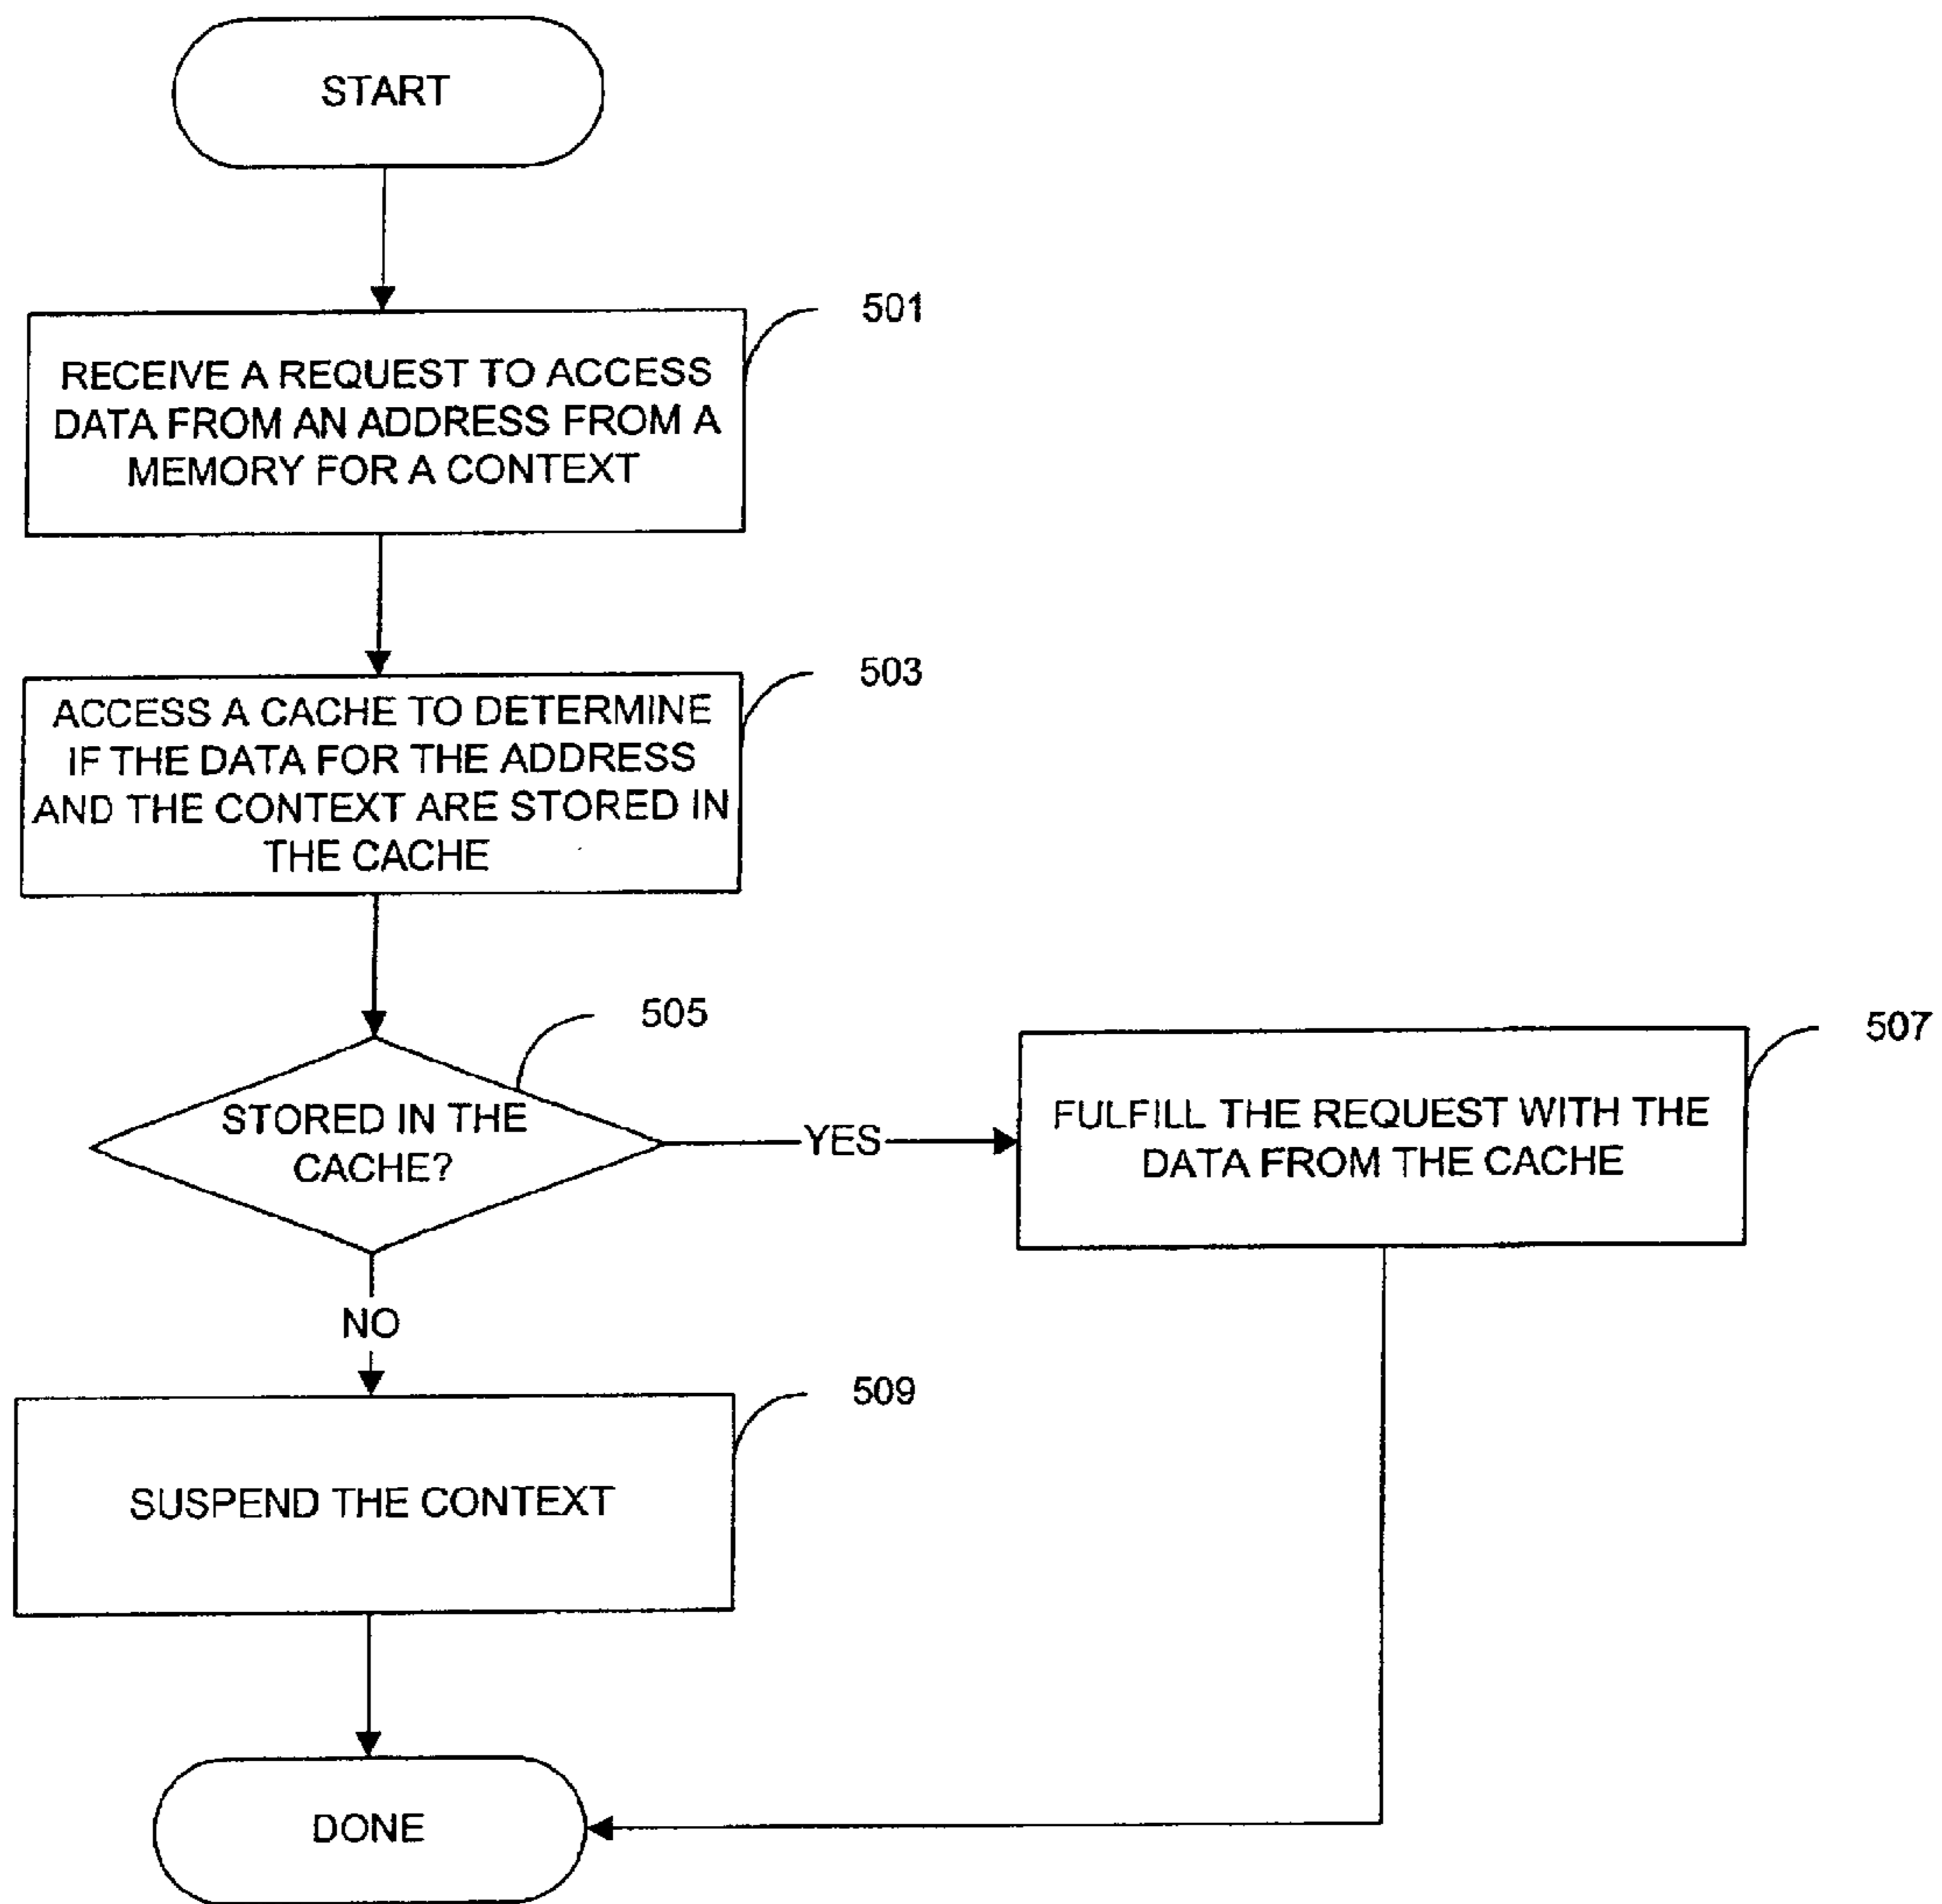 START
501
RECEIVE A REQUEST TO ACCESS
DATA FROM AN ADDRESS FROM A
MEMORY FOR A CONTEXT
503
ACCESS A CACHE TO DETERMINE
IF THE DATA FOR THE ADDRESS
AND THE CONTEXT ARE STORED IN
THE CACHE
505
STORED IN THE
CACHE?
YES
507
FULFILL THE REQUEST WITH THE
DATA FROM THE CACHE
NO
509
SUSPEND THE CONTEXT
DONE